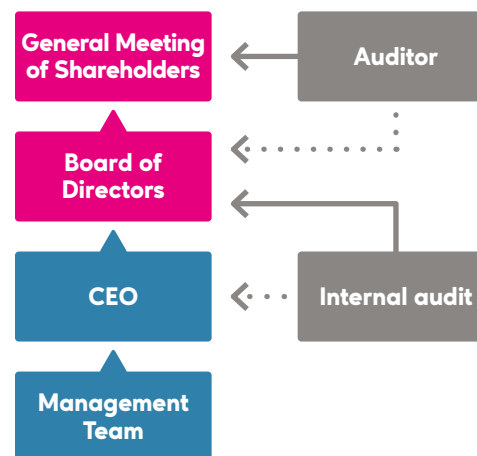 General Meeting
of Shareholders
Auditor
Board of
Directors
CEO
Internal audit
Management
Team